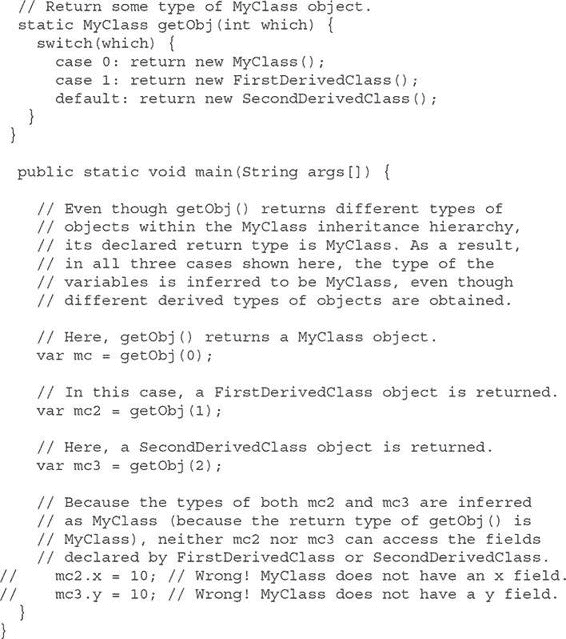 // Return some type of MyClass object.
static MyClass getObj(int which) {
switch(which) {
case 0: return new MyClass();
case 1: return new FirstDerivedClass();
default: return new SecondDerivedClass();
}
}
public static void main(String args[]) {
// Even though getObj() returns different types of
// objects within the MyClass inheritance hierarchy,
// its declared return type is MyClass. As a result,
// in all three cases shown here, the type of the
// variables is inferred to be MyClass, even though
// different derived types of objects are obtained.
// Here, getObj() returns a MyClass object.
var mc = getObj(0);
// In this case, a FirstDerivedClass object is returned.
var mc2 = getObj(1);
// Here, a SecondDerivedClass object is returned.
var mc3 = getObj(2);
// Because the types of both mc2 and mc3 are inferred
// as MyClass (because the return type of getObj() is
// MyClass), neither mc2 nor mc3 can access the fields
// declared by FirstDerivedClass or SecondDerivedClass.
// mc2.x = 10; // Wrong! MyClass does not have an x field.
// mc3.y = 10; // Wrong! MyClass does not have a y field.
}
}